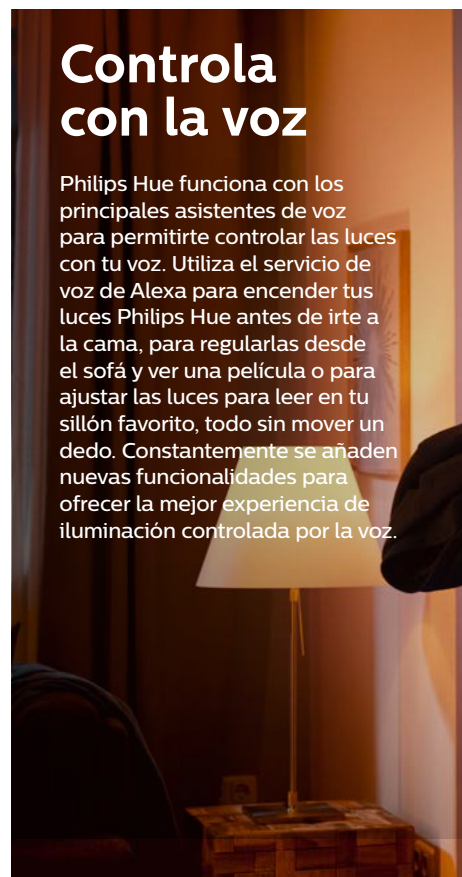 Controla
con la voz
Philips Hue funciona con los
principales asistentes de voz
para permitirte controlar las luces
con tu voz. Utiliza el servicio de
voz de Alexa para encender tus
luces Philips Hue antes de irte a
la cama, para regularlas desde
el sofá y ver una película o para
ajustar las luces para leer en tu
sillón favorito, todo sin mover un
dedo. Constantemente se añaden
nuevas funcionalidades para
ofrecer la mejor experiencia de
iluminación controlada por la voz.